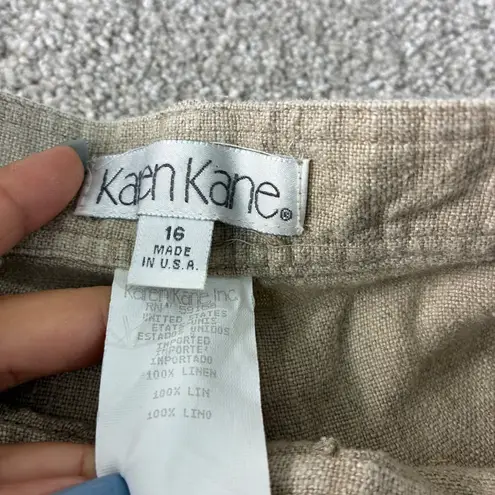 Karen Kane®
16
MADE
IN U.S.A.
Karen Kane Inc.
UNITED STATES
ETATS UNIS
ESTADOS UNIDOS
IMPORTED
IMPORTE'
IMPORTADO
100% LINEN
100% LIN
100% LINO